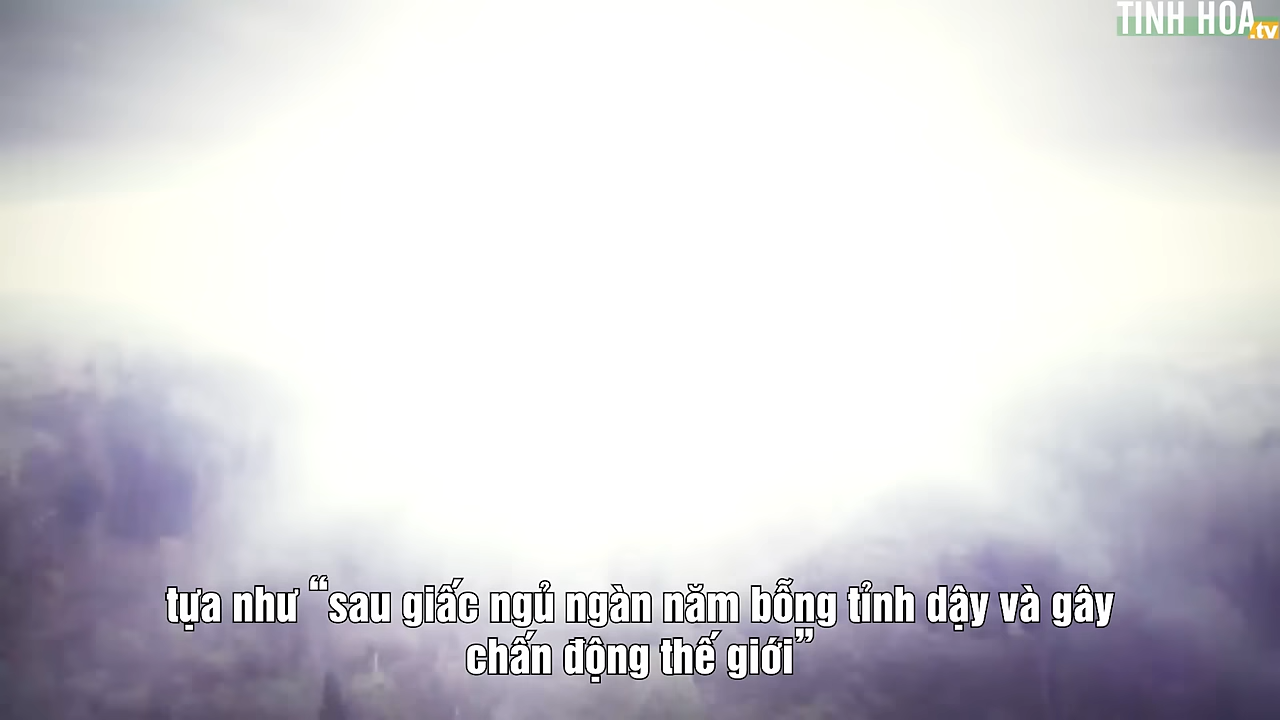 TINH HOA
.tv
tựa như “sau giấc ngủ ngàn năm bỗng tỉnh dậy và gây
chấn động thế giới”